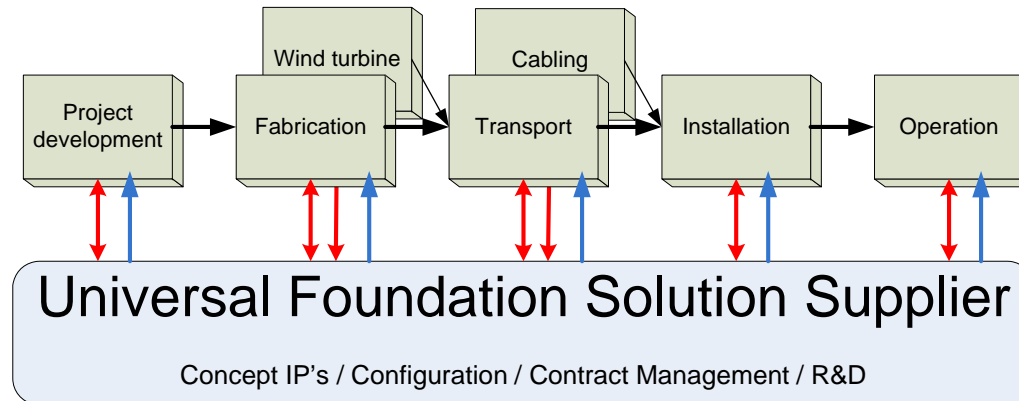 Wind turbine
Cabling
Project
development
Fabrication
Transport
Installation
Operation
Universal Foundation Solution Supplier
Concept IP's / Configuration / Contract Management / R&D